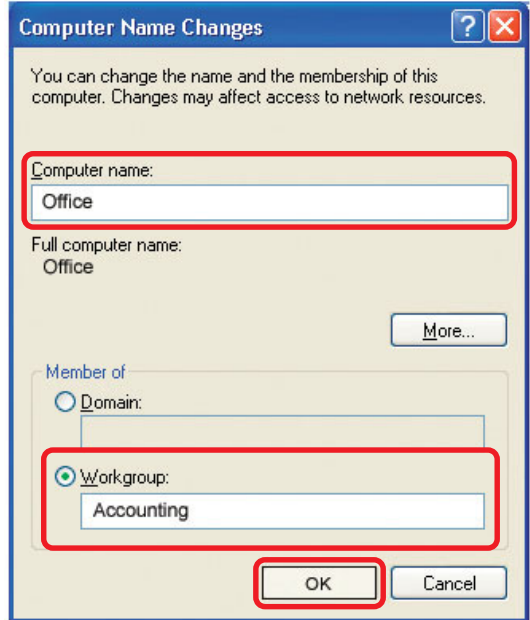 Computer Name Changes
You can change the name and the membership of this
computer. Changes may affect access to network resources.
Computer name:
Office
Full computer name:
Office
More...
Member of
Domain:
Workgroup:
Accounting
OK Cancel